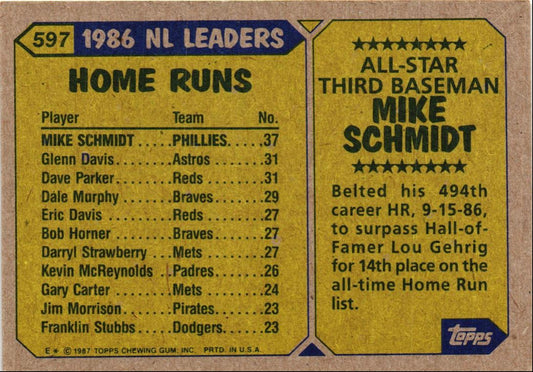 597 1986 NL LEADERS
HOME RUNS
Player Team No.
MIKE SCHMIDT.....PHILLIES.....37
Glenn Davis.......Astros.......31
Dave Parker.......Reds.......31
Dale Murphy.......Braves.......29
Eric Davis.......Reds.......27
Bob Horner.......Braves.......27
Darryl Strawberry...Mets.......27
Kevin McReynolds...Padres.......26
Gary Carter.......Mets.......24
Jim Morrison.......Pirates.......23
Franklin Stubbs.....Dodgers.....23
E* © 1987 TOPPS CHEWING GUM, INC. PRTD. IN U.S.A.
ALL-STAR
THIRD BASEMAN
MIKE
SCHMIDT
Belted his 494th
career HR, 9-15-86,
to surpass Hall-of-
Famer Lou Gehrig
for 14th place on the
all-time Home Run
list.
topps